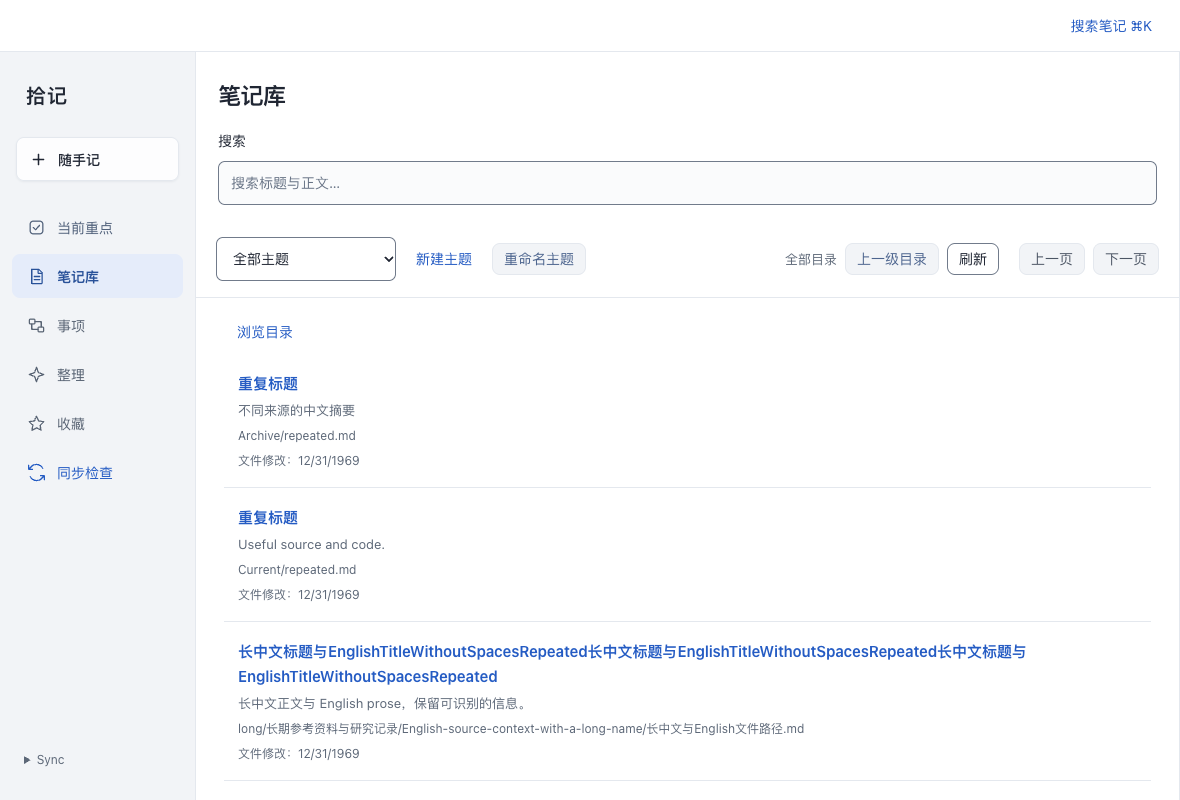 搜索笔记 ⌘K
拾记
随手记
当前重点
笔记库
事项
整理
收藏
同步检查
Sync
笔记库
搜索
搜索标题与正文...
全部主题
新建主题
重命名主题
全部目录
上一级目录
刷新
上一页
下一页
浏览目录
重复标题
不同来源的中文摘要
Archive/repeated.md
文件修改：12/31/1969
重复标题
Useful source and code.
Current/repeated.md
文件修改：12/31/1969
长中文标题与EnglishTitleWithoutSpacesRepeated长中文标题与EnglishTitleWithoutSpacesRepeated长中文标题与
EnglishTitleWithoutSpacesRepeated
长中文正文与 English prose，保留可识别的信息。
long/长期参考资料与研究记录/English-source-context-with-a-long-name/长中文与English文件路径.md
文件修改：12/31/1969